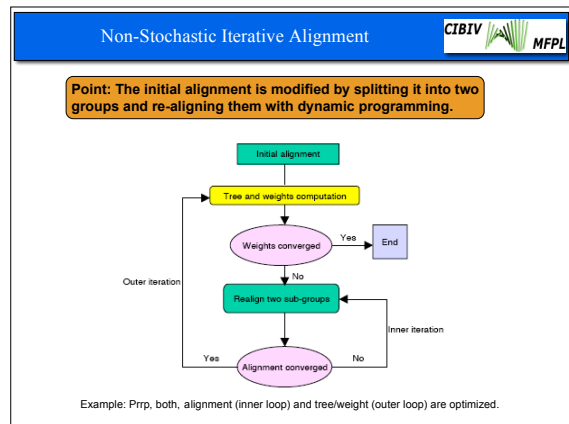 Non-Stochastic Iterative Alignment
CIBIV
MFPL
Point: The initial alignment is modified by splitting it into two
groups and re-aligning them with dynamic programming.
Initial alignment
Tree and weights computation
Weights converged
Yes
End
Outer iteration
No
Realign two sub-groups
Inner iteration
Yes
Alignment converged
No
Example: Prrp, both, alignment (inner loop) and tree/weight (outer loop) are optimized.